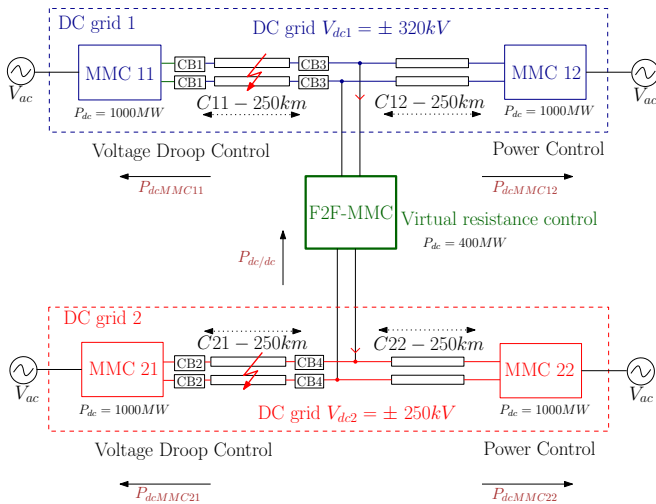 DC grid 1
DC grid V_dc1 = ± 320kV
MMC 11
CB1
CB1
CB3
CB3
MMC 12
V_ac
V_ac
C11 − 250km
C12 − 250km
P_dc = 1000MW
P_dc = 1000MW
Voltage Droop Control
Power Control
P_dcMMC11
P_dcMMC12
F2F-MMC
Virtual resistance control
P_dc = 400MW
P_dc/dc
DC grid 2
C21 − 250km
C22 − 250km
MMC 21
CB2
CB2
CB4
CB4
MMC 22
V_ac
V_ac
P_dc = 1000MW
DC grid V_dc2 = ± 250kV
P_dc = 1000MW
Voltage Droop Control
Power Control
P_dcMMC21
P_dcMMC22